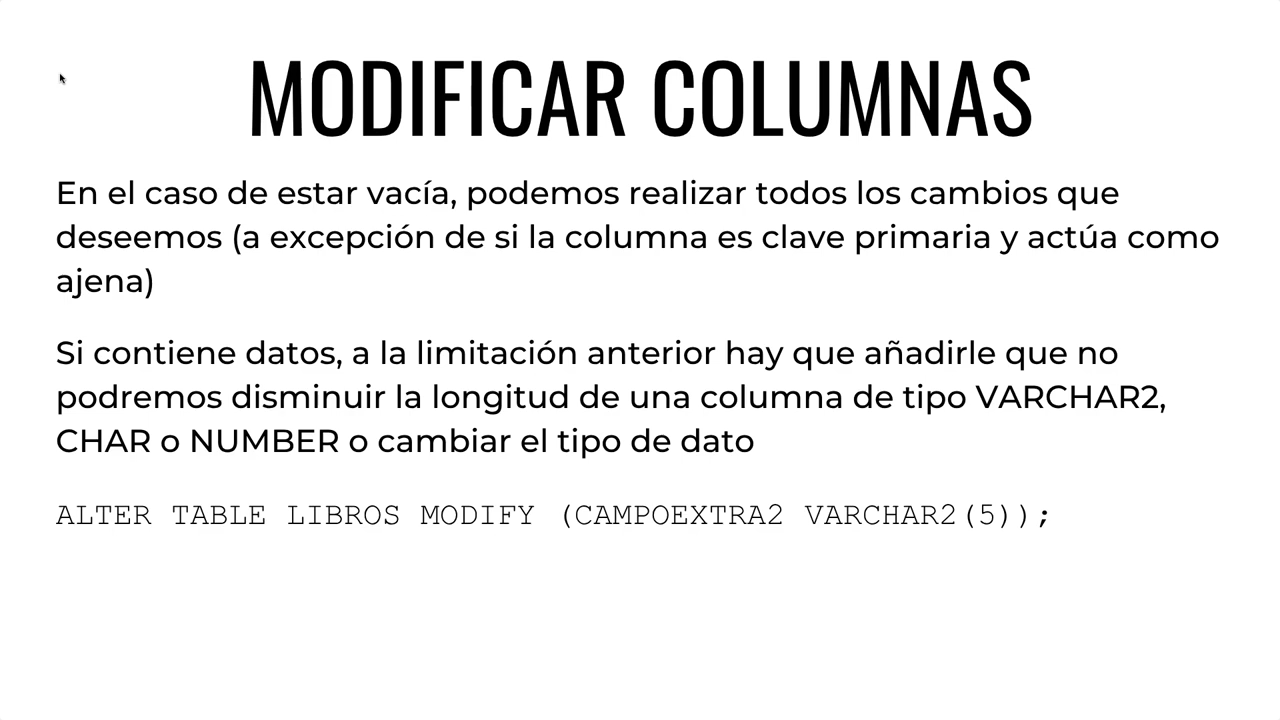 MODIFICAR COLUMNAS
En el caso de estar vacía, podemos realizar todos los cambios que
deseemos (a excepción de si la columna es clave primaria y actúa como
ajena)
Si contiene datos, a la limitación anterior hay que añadirle que no
podremos disminuir la longitud de una columna de tipo VARCHAR2,
CHAR o NUMBER o cambiar el tipo de dato
ALTER TABLE LIBROS MODIFY (CAMPOEXTRA2 VARCHAR2(5));